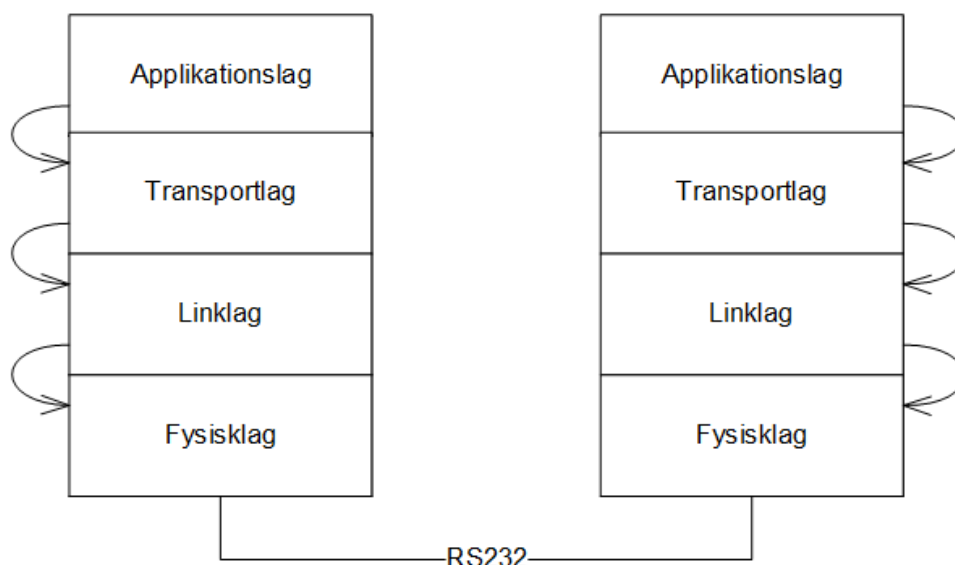 Applikationslag
Applikationslag
Transportlag
Transportlag
Linklag
Linklag
Fysisklag
Fysisklag
RS232